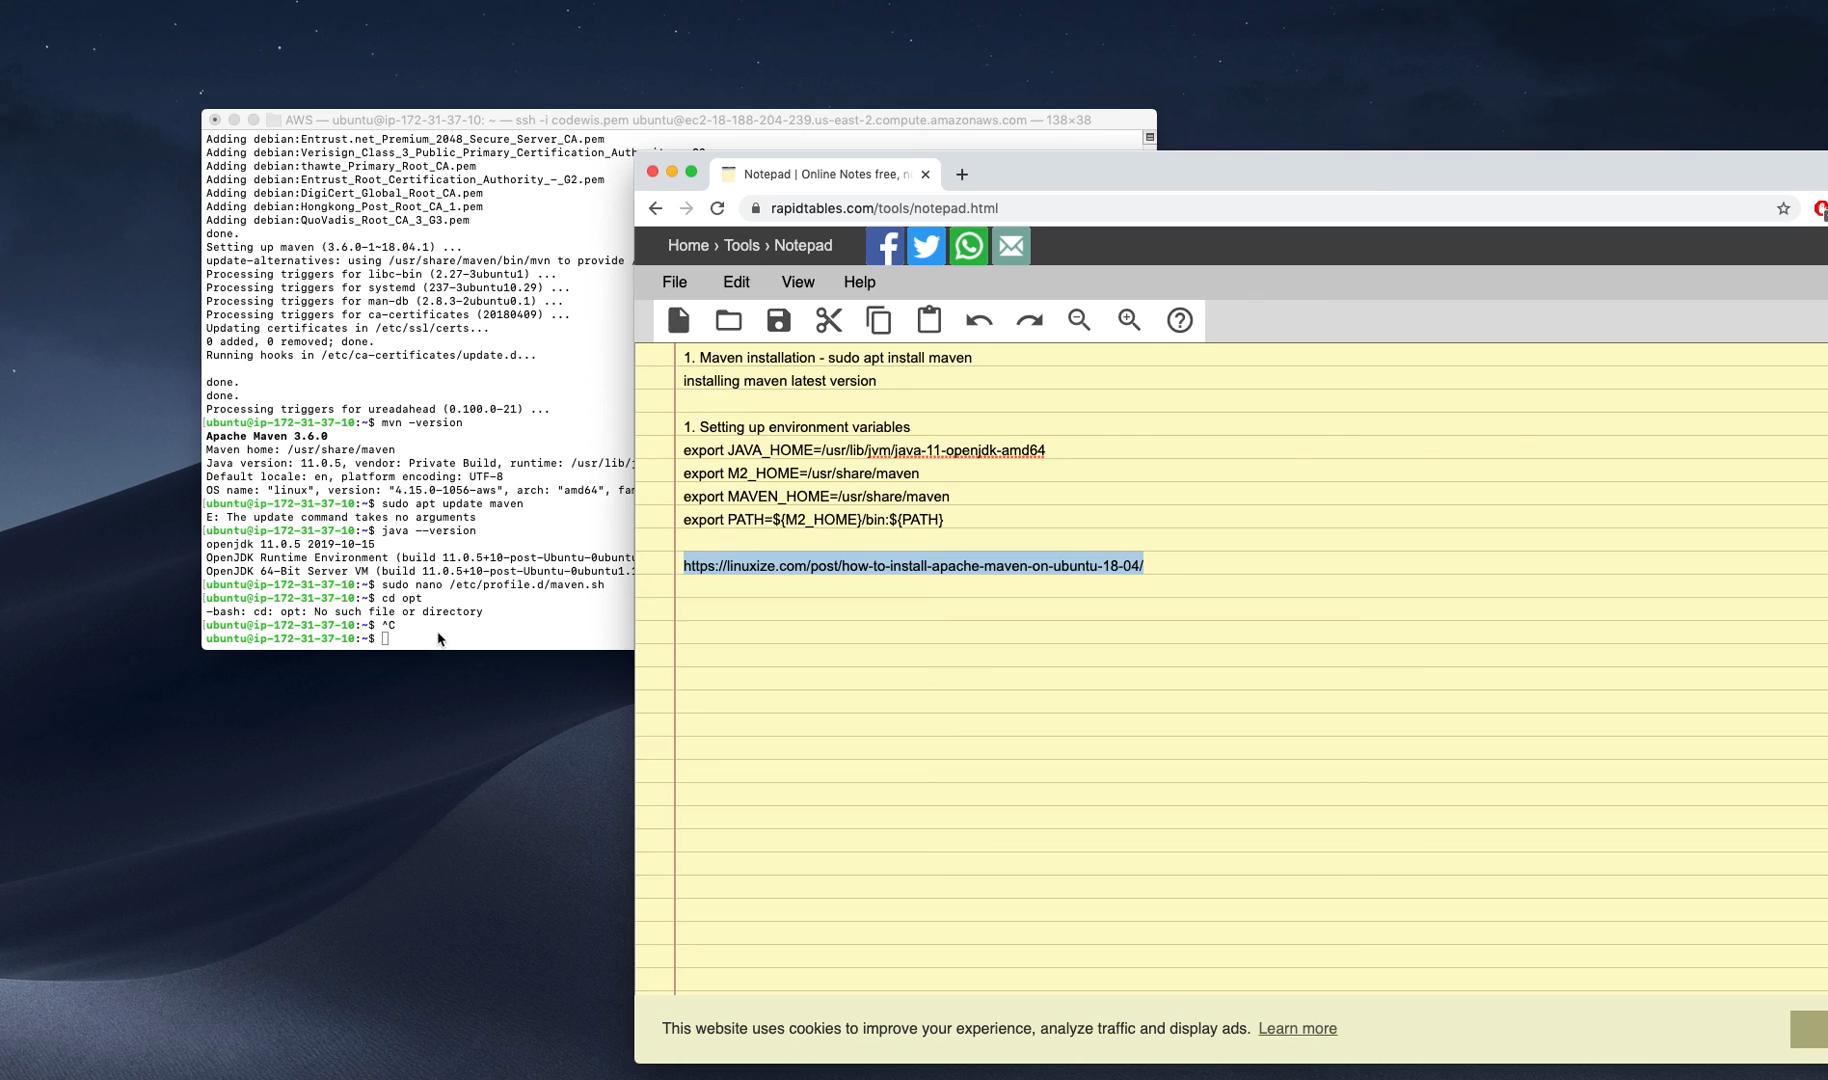 AWS — ubuntu@ip-172-31-37-10: ~ — ssh -i codewis.pem ubuntu@ec2-18-188-204-239.us-east-2.compute.amazonaws.com — 138×38
Adding debian:Entrust.net_Premium_2048_Secure_Server_CA.pem
Adding debian:Verisign_Class_3_Public_Primary_Certification_Auth
Adding debian:thawte_Primary_Root_CA.pem
Adding debian:Entrust_Root_Certification_Authority_-_G2.pem
Adding debian:DigiCert_Global_Root_CA.pem
Adding debian:Hongkong_Post_Root_CA_1.pem
Adding debian:QuoVadis_Root_CA_3_G3.pem
done.
Setting up maven (3.6.0-1~18.04.1) ...
update-alternatives: using /usr/share/maven/bin/mvn to provide
Processing triggers for libc-bin (2.27-3ubuntu1) ...
Processing triggers for systemd (237-3ubuntu10.29) ...
Processing triggers for man-db (2.8.3-2ubuntu0.1) ...
Processing triggers for ca-certificates (20180409) ...
Updating certificates in /etc/ssl/certs...
0 added, 0 removed; done.
Running hooks in /etc/ca-certificates/update.d...
done.
done.
Processing triggers for ureadahead (0.100.0-21) ...
ubuntu@ip-172-31-37-10:~$ mvn -version
Apache Maven 3.6.0
Maven home: /usr/share/maven
Java version: 11.0.5, vendor: Private Build, runtime: /usr/lib/
Default locale: en, platform encoding: UTF-8
OS name: "linux", version: "4.15.0-1056-aws", arch: "amd64", fam
ubuntu@ip-172-31-37-10:~$ sudo apt update maven
E: The update command takes no arguments
ubuntu@ip-172-31-37-10:~$ java --version
openjdk 11.0.5 2019-10-15
OpenJDK Runtime Environment (build 11.0.5+10-post-Ubuntu-0ubunt
OpenJDK 64-Bit Server VM (build 11.0.5+10-post-Ubuntu-0ubuntu1.
ubuntu@ip-172-31-37-10:~$ sudo nano /etc/profile.d/maven.sh
ubuntu@ip-172-31-37-10:~$ cd opt
-bash: cd: opt: No such file or directory
ubuntu@ip-172-31-37-10:~$ ^C
ubuntu@ip-172-31-37-10:~$
Notepad | Online Notes free, n
rapidtables.com/tools/notepad.html
Home › Tools › Notepad
File Edit View Help
1. Maven installation - sudo apt install maven
installing maven latest version
1. Setting up environment variables
export JAVA_HOME=/usr/lib/jvm/java-11-openjdk-amd64
export M2_HOME=/usr/share/maven
export MAVEN_HOME=/usr/share/maven
export PATH=${M2_HOME}/bin:${PATH}
https://linuxize.com/post/how-to-install-apache-maven-on-ubuntu-18-04/
This website uses cookies to improve your experience, analyze traffic and display ads. Learn more